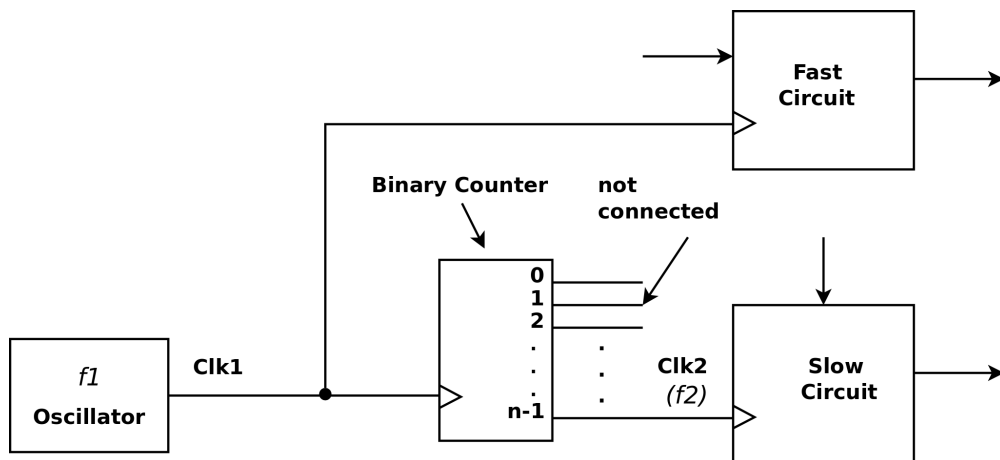 Fast
Circuit
Binary Counter
not
connected
0
1
2
.
.
.
n-1
.
.
.
Clk1
f1
Oscillator
Clk2
(f2)
Slow
Circuit